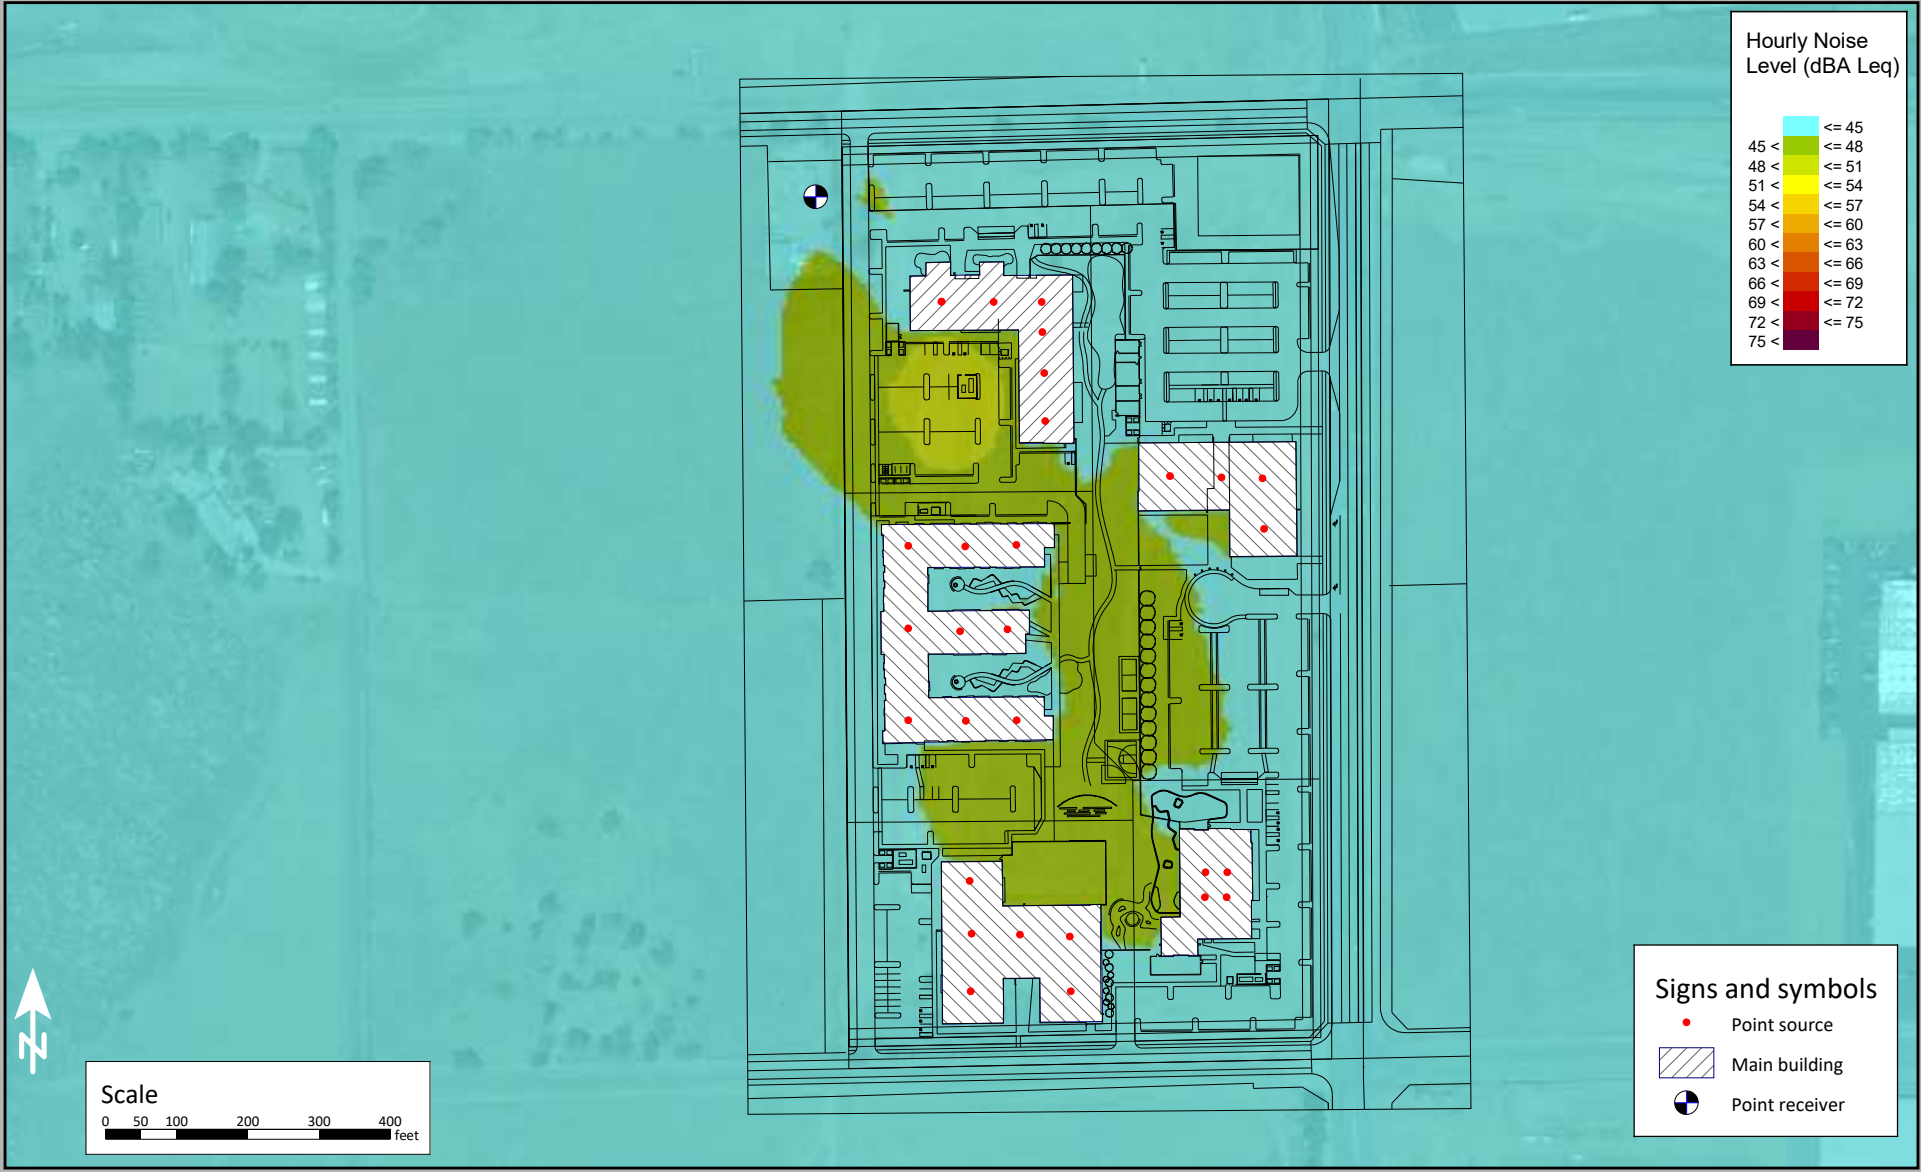 Hourly Noise
Level (dBA Leq)
<= 45
45 < <= 48
48 < <= 51
51 < <= 54
54 < <= 57
57 < <= 60
60 < <= 63
63 < <= 66
66 < <= 69
69 < <= 72
72 < <= 75
75 <
Signs and symbols
Point source
Main building
Point receiver
N
Scale
0 50 100 200 300 400
feet